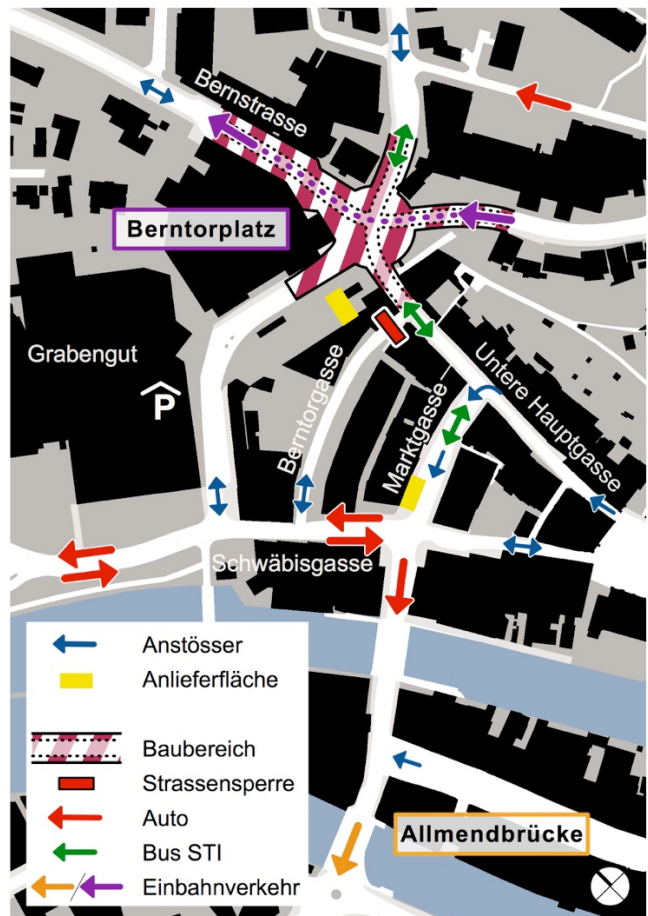 Bernstrasse
Berntorplatz
Grabengut
P
Berntorgasse
Marktgasse
Untere Hauptgasse
Schwäbisgasse
Anstösser
Anlieferfläche
Baubereich
Strassensperre
Auto
Bus STI
Einbahnverkehr
Allmendbrücke